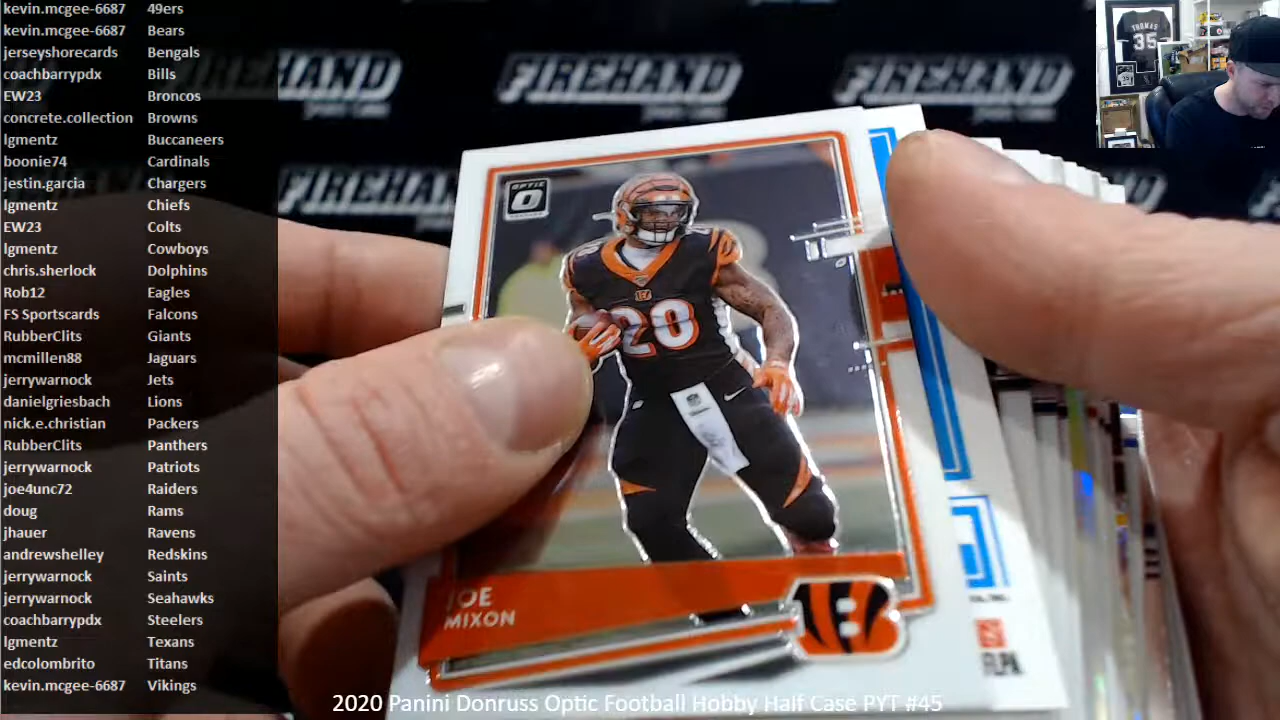 kevin.mcgee-6687 49ers
kevin.mcgee-6687 Bears
jerseyshorecards Bengals
coachbarrypdx Bills
EW23 Broncos
concrete.collection Browns
lgmentz Buccaneers
boonie74 Cardinals
jestin.garcia Chargers
lgmentz Chiefs
EW23 Colts
lgmentz Cowboys
chris.sherlock Dolphins
Rob12 Eagles
FS Sportscards Falcons
RubberClits Giants
mcmillen88 Jaguars
jerrywarnock Jets
danielgriesbach Lions
nick.e.christian Packers
RubberClits Panthers
jerrywarnock Patriots
joe4unc72 Raiders
doug Rams
jhauer Ravens
andrewshelley Redskins
jerrywarnock Saints
jerrywarnock Seahawks
coachbarrypdx Steelers
lgmentz Texans
edcolombrito Titans
kevin.mcgee-6687 Vikings
FIREHAND FIREHAND
FIREHAND
THOMAS
35
OPTIC
20
JOE
MIXON
2020 Panini Donruss Optic Football Hobby Half Case PYT #45